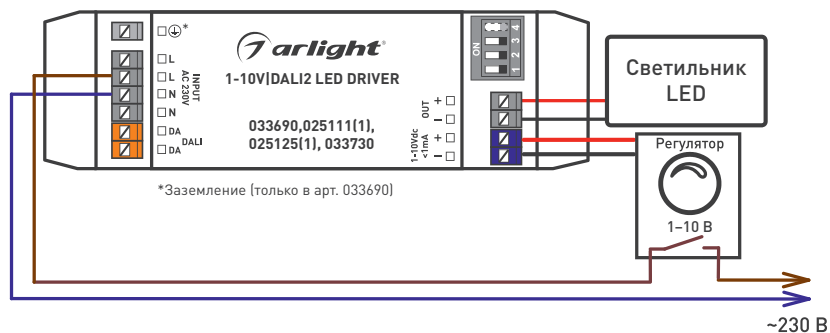 *
L
L
N
N
DA
DA
INPUT
AC 230V
DALI
arlight®
1-10V|DALI2 LED DRIVER
033690,025111(1),
025125(1), 033730
ON
1 2 3 4
OUT
+
−
1-10Vdc
<1mA
+
−
Светильник
LED
Регулятор
1–10 В
*Заземление (только в арт. 033690)
~230 В